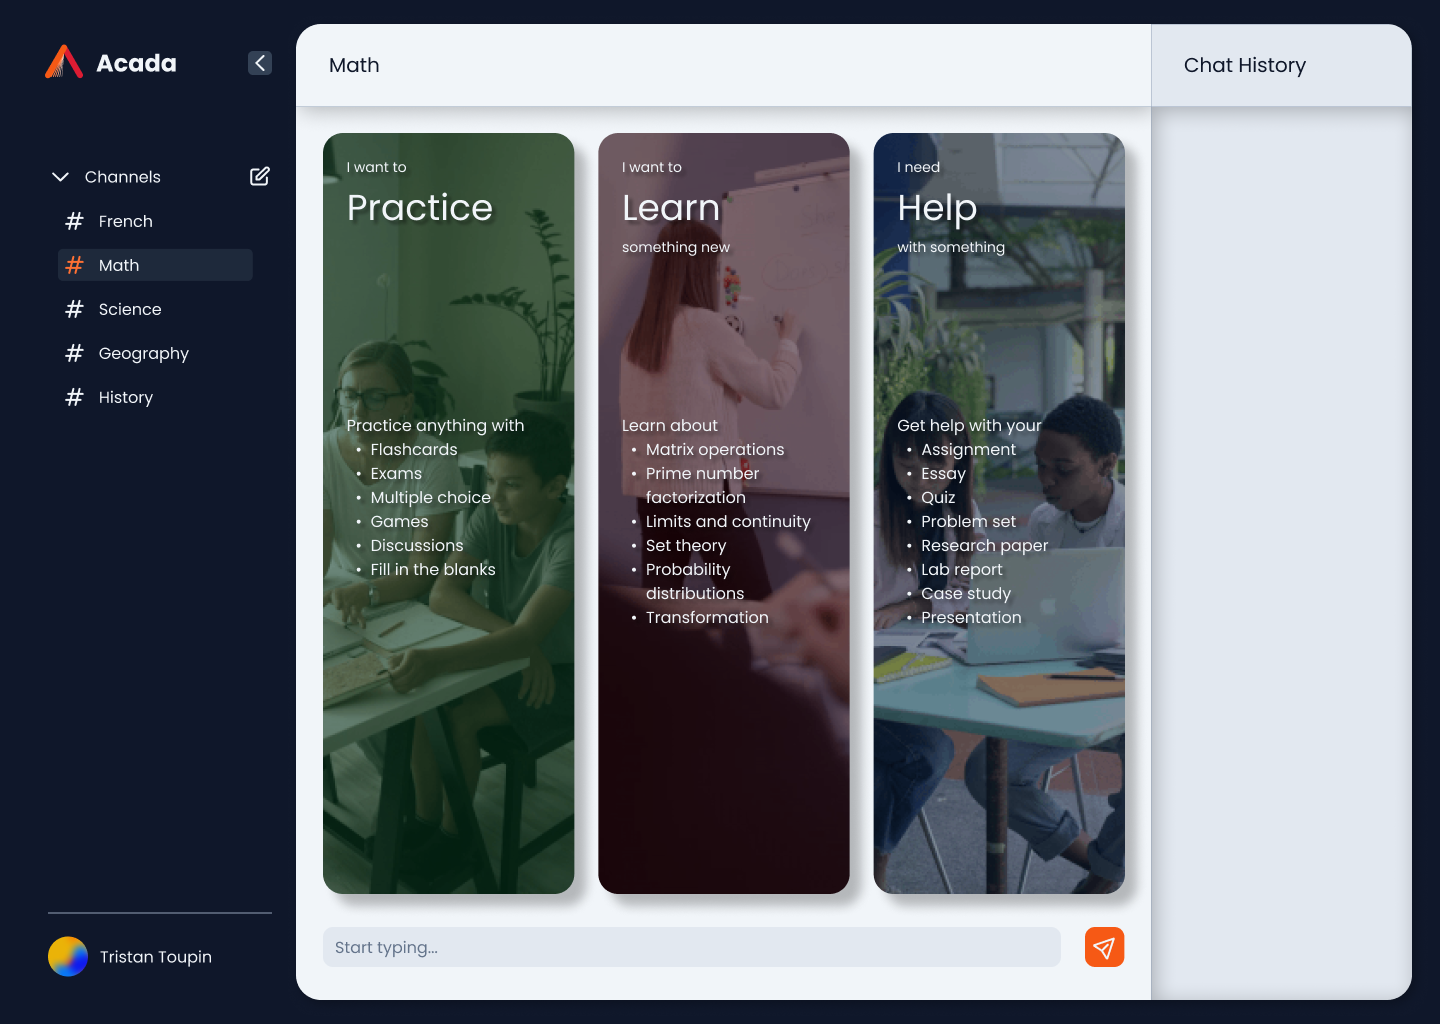 Acada
Channels
# French
# Math
# Science
# Geography
# History
Tristan Toupin
Math
I want to
Practice
Practice anything with
• Flashcards
• Exams
• Multiple choice
• Games
• Discussions
• Fill in the blanks
I want to
Learn
something new
Learn about
• Matrix operations
• Prime number
factorization
• Limits and continuity
• Set theory
• Probability
distributions
• Transformation
I need
Help
with something
Get help with your
• Assignment
• Essay
• Quiz
• Problem set
• Research paper
• Lab report
• Case study
• Presentation
Start typing...
Chat History